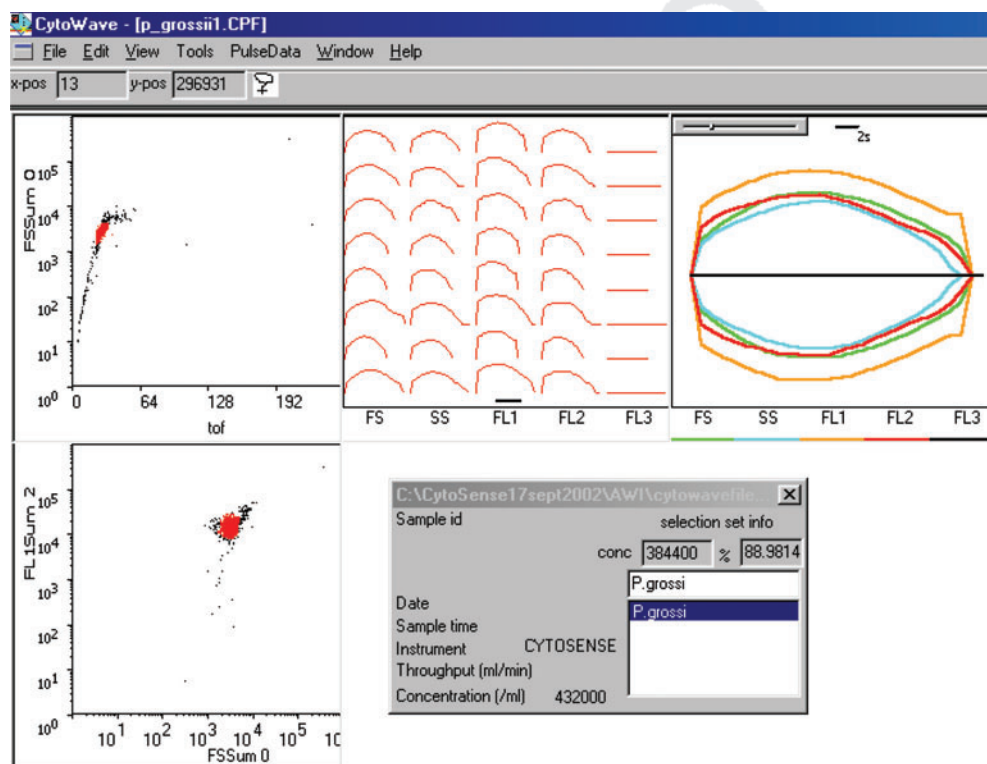 CytoWave - [p_grossii1.CPF]
File Edit View Tools PulseData Window Help
x-pos 13 y-pos 296931
FSSum 0
10^5
10^4
10^3
10^2
10^1
10^0
0 64 128 192
tof
FS SS FL1 FL2 FL3
2s
FS SS FL1 FL2 FL3
FL1Sum 2
10^5
10^4
10^3
10^2
10^1
10^0
10^1 10^2 10^3 10^4 10^5 10
FSSum 0
C:\CytoSense17sept2002\AWI\cytowavefile...
Sample id
selection set info
conc 384400 % 88.9814
P.grossi
P.grossi
Date
Sample time
Instrument CYTOSENSE
Throughput (ml/min)
Concentration (/ml) 432000